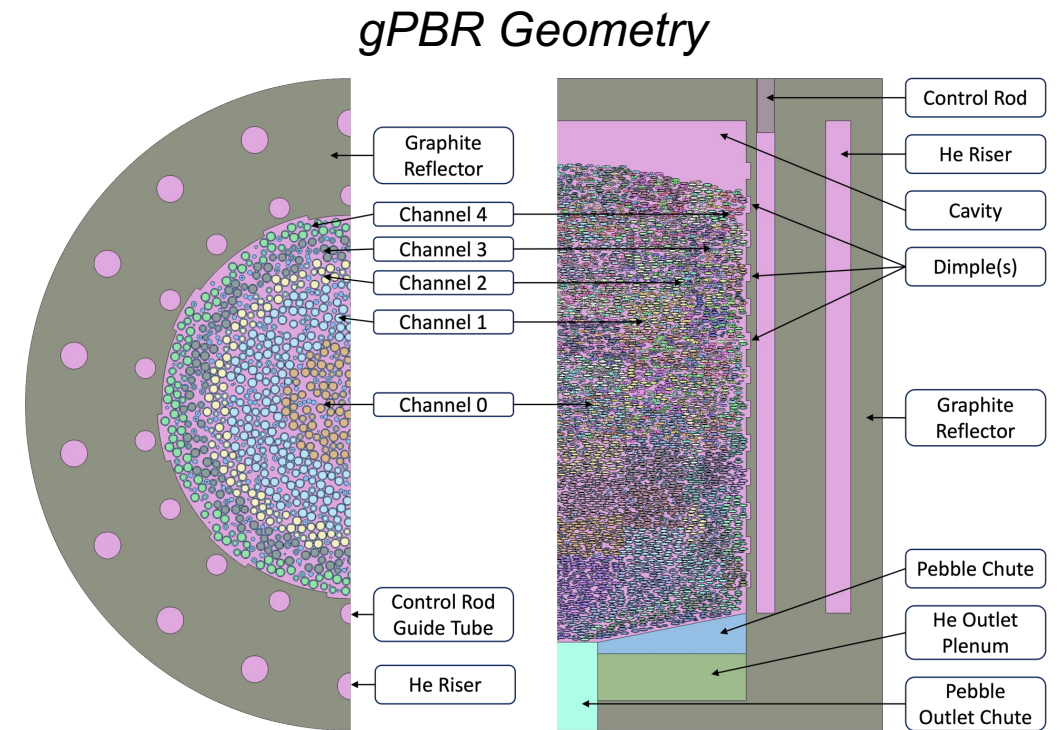 gPBR Geometry
Graphite
Reflector
Channel 4
Channel 3
Channel 2
Channel 1
Channel 0
Control Rod
Guide Tube
He Riser
Control Rod
He Riser
Cavity
Dimple(s)
Graphite
Reflector
Pebble Chute
He Outlet
Plenum
Pebble
Outlet Chute